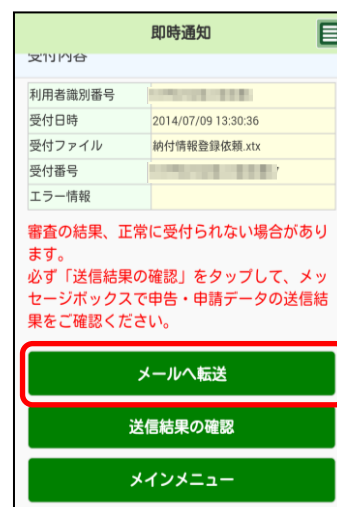 即時通知
受付内容
利用者識別番号
受付日時 2014/07/09 13:30:36
受付ファイル 納付情報登録依頼.xtx
受付番号
エラー情報
審査の結果、正常に受付られない場合があり
ます。
必ず「送信結果の確認」をタップして、メッ
セージボックスで申告・申請データの送信結
果をご確認ください。
メールへ転送
送信結果の確認
メインメニュー